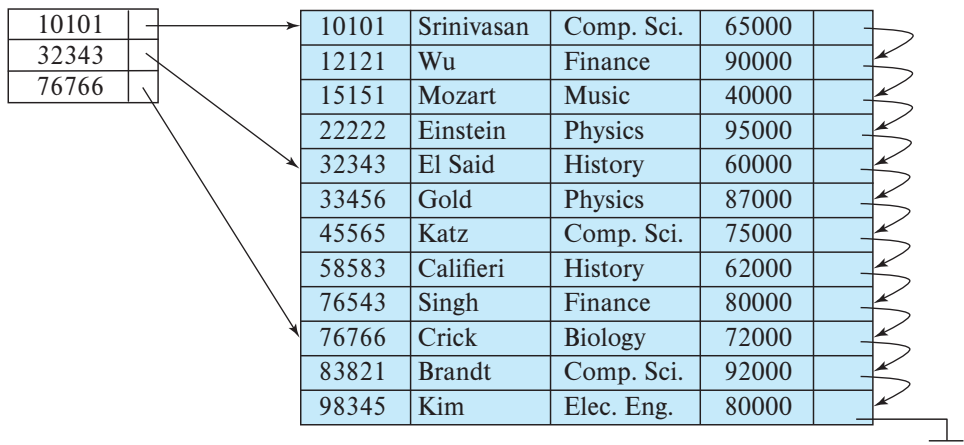 10101
32343
76766
10101 Srinivasan Comp. Sci. 65000
12121 Wu Finance 90000
15151 Mozart Music 40000
22222 Einstein Physics 95000
32343 El Said History 60000
33456 Gold Physics 87000
45565 Katz Comp. Sci. 75000
58583 Califieri History 62000
76543 Singh Finance 80000
76766 Crick Biology 72000
83821 Brandt Comp. Sci. 92000
98345 Kim Elec. Eng. 80000